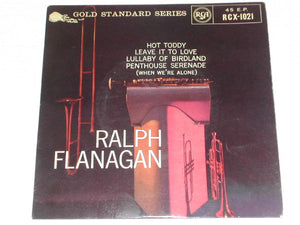 GOLD STANDARD SERIES
RCA
45 E.P.
RCX-1021
HOT TODDY
LEAVE IT TO LOVE
LULLABY OF BIRDLAND
PENTHOUSE SERENADE
(WHEN WE'RE ALONE)
RALPH
FLANAGAN